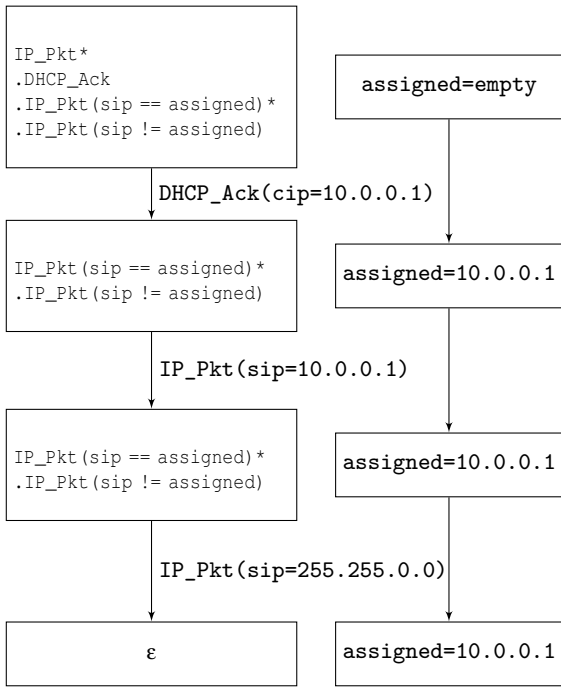 IP_Pkt*
.DHCP_Ack
.IP_Pkt(sip == assigned)*
.IP_Pkt(sip != assigned)
assigned=empty
DHCP_Ack(cip=10.0.0.1)
IP_Pkt(sip == assigned)*
.IP_Pkt(sip != assigned)
assigned=10.0.0.1
IP_Pkt(sip=10.0.0.1)
IP_Pkt(sip == assigned)*
.IP_Pkt(sip != assigned)
assigned=10.0.0.1
IP_Pkt(sip=255.255.0.0)
ε
assigned=10.0.0.1